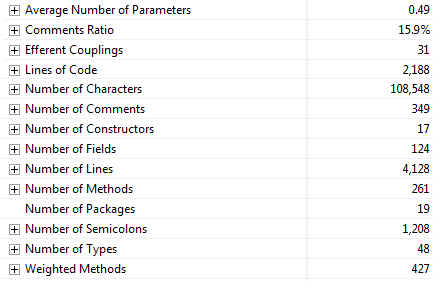 Average Number of Parameters 0.49
Comments Ratio 15.9%
Efferent Couplings 31
Lines of Code 2,188
Number of Characters 108,548
Number of Comments 349
Number of Constructors 17
Number of Fields 124
Number of Lines 4,128
Number of Methods 261
Number of Packages 19
Number of Semicolons 1,208
Number of Types 48
Weighted Methods 427